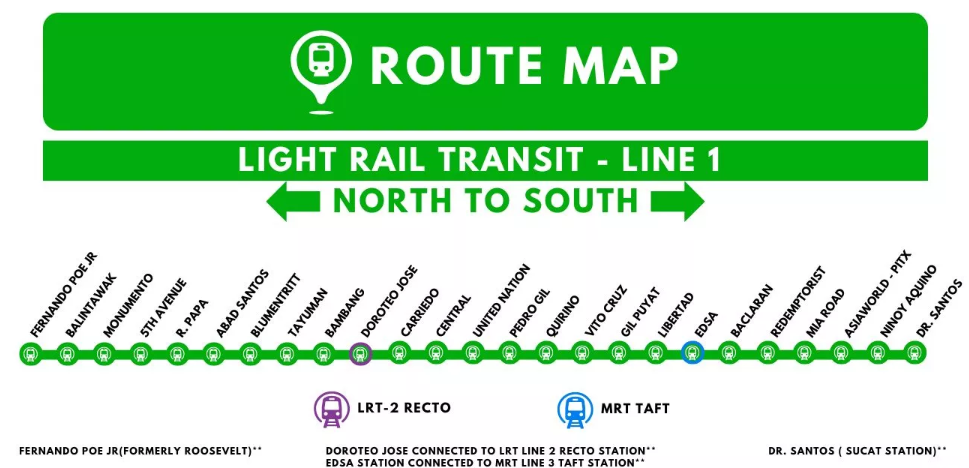 ROUTE MAP
LIGHT RAIL TRANSIT - LINE 1
NORTH TO SOUTH
FERNANDO POE JR
BALINTAWAK
MONUMENTO
5TH AVENUE
R. PAPA
ABAD SANTOS
BLUMENTRITT
TAYUMAN
BAMBANG
DOROTEO JOSE
CARRIEDO
CENTRAL
UNITED NATION
PEDRO GIL
QUIRINO
VITO CRUZ
GIL PUYAT
LIBERTAD
EDSA
BACLARAN
REDEMPTORIST
MIA ROAD
ASIAWORLD - PITX
NINOY AQUINO
DR. SANTOS
LRT-2 RECTO
MRT TAFT
FERNANDO POE JR(FORMERLY ROOSEVELT)**
DOROTEO JOSE CONNECTED TO LRT LINE 2 RECTO STATION**
EDSA STATION CONNECTED TO MRT LINE 3 TAFT STATION**
DR. SANTOS ( SUCAT STATION)**